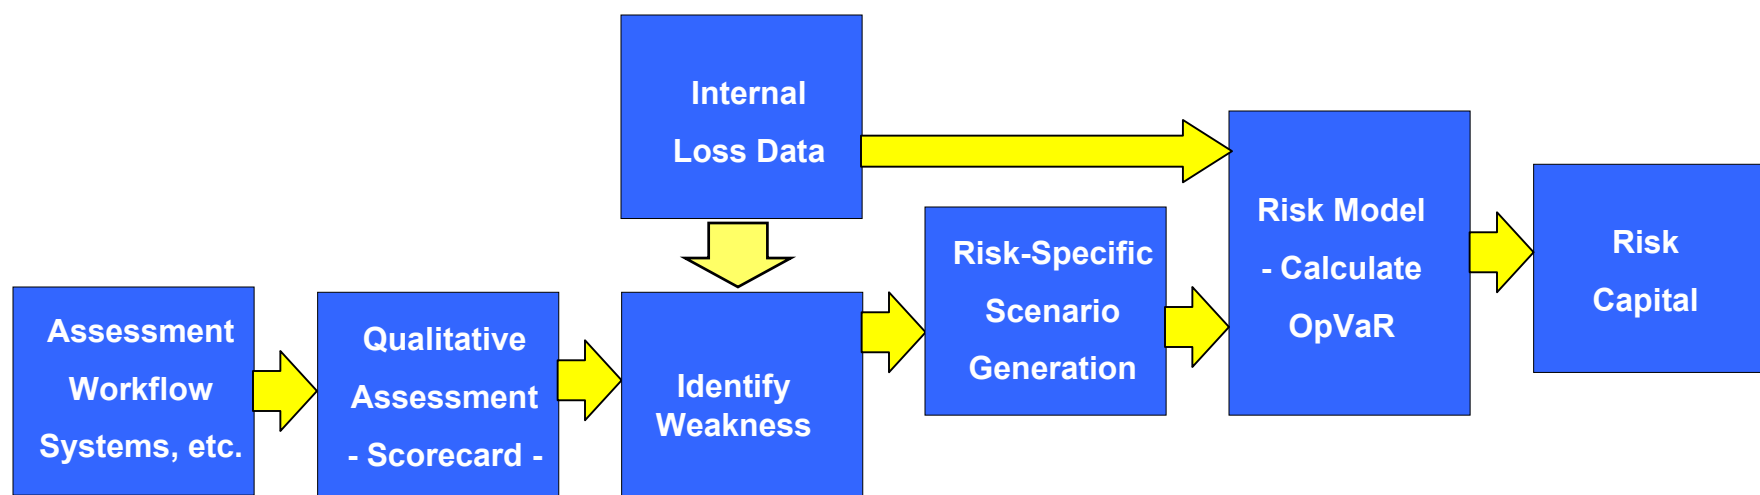 Internal
Loss Data
Assessment
Workflow
Systems, etc.
Qualitative
Assessment
- Scorecard -
Identify
Weakness
Risk-Specific
Scenario
Generation
Risk Model
- Calculate
OpVaR
Risk
Capital